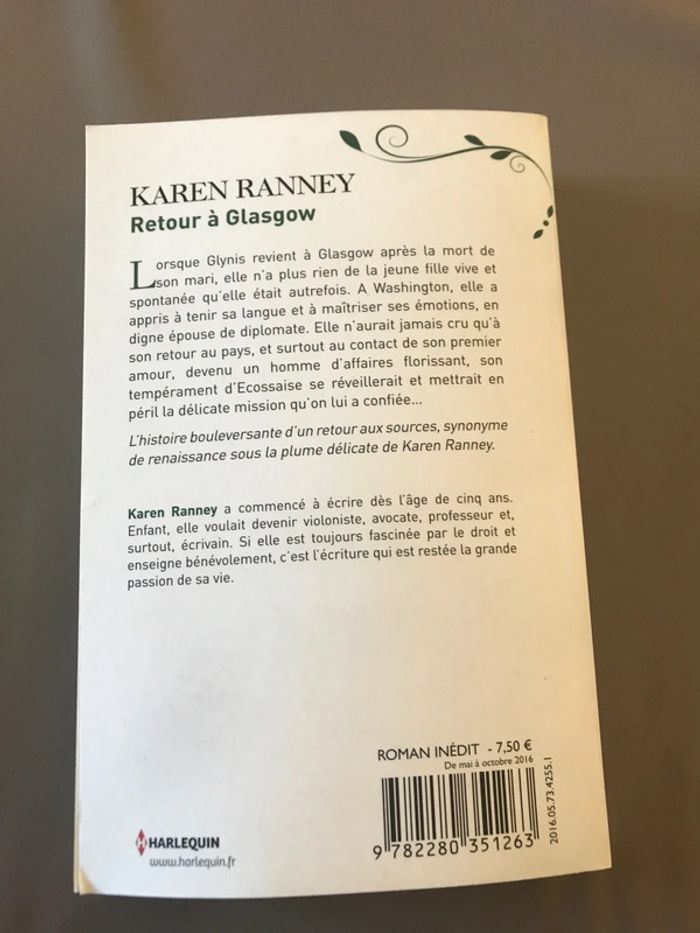 KAREN RANNEY
Retour à Glasgow
Lorsque Glynis revient à Glasgow après la mort de
son mari, elle n'a plus rien de la jeune fille vive et
spontanée qu'elle était autrefois. A Washington, elle a
appris à tenir sa langue et à maîtriser ses émotions, en
digne épouse de diplomate. Elle n'aurait jamais cru qu'à
son retour au pays, et surtout au contact de son premier
amour, devenu un homme d'affaires florissant, son
tempérament d'Ecossaise se réveillerait et mettrait en
péril la délicate mission qu'on lui a confiée...
L'histoire bouleversante d'un retour aux sources, synonyme
de renaissance sous la plume délicate de Karen Ranney.
Karen Ranney a commencé à écrire dès l'âge de cinq ans.
Enfant, elle voulait devenir violoniste, avocate, professeur et,
surtout, écrivain. Si elle est toujours fascinée par le droit et
enseigne bénévolement, c'est l'écriture qui est restée la grande
passion de sa vie.
ROMAN INÉDIT - 7,50 €
De mai à octobre 2016
2016.05.73.4255.1
9 782280 351263
H HARLEQUIN
www.harlequin.fr